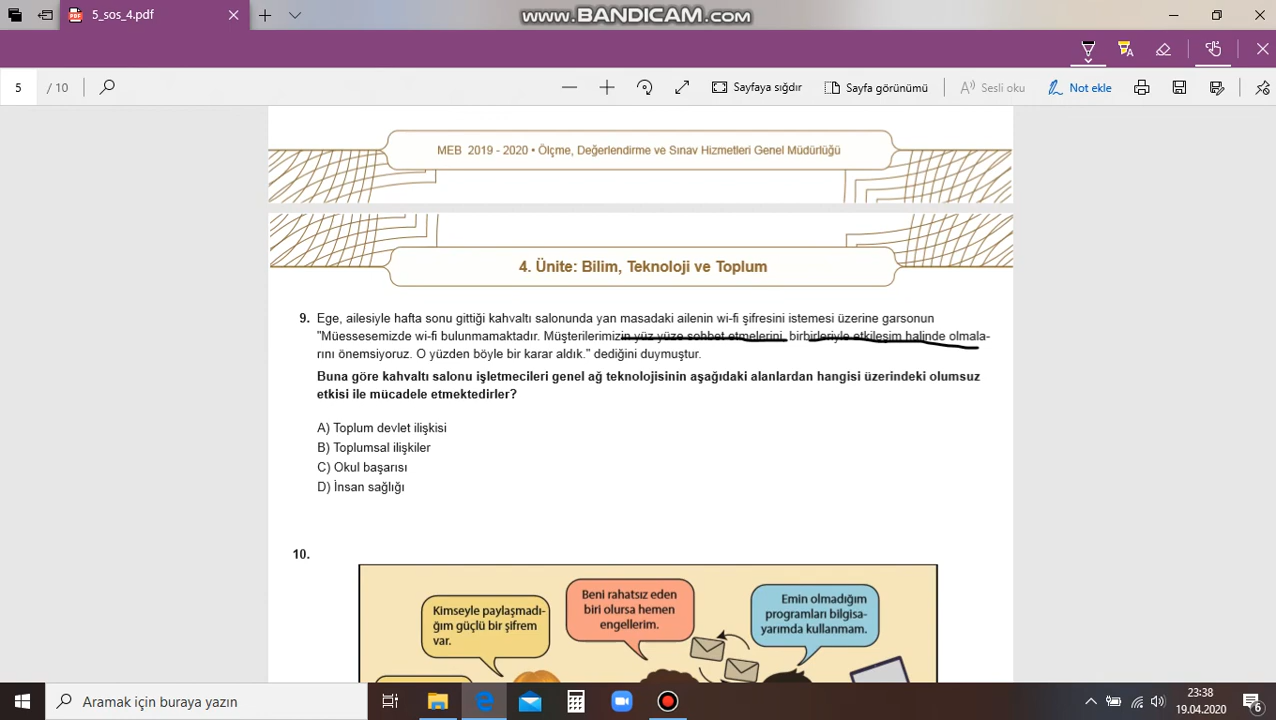 5_sos_4.pdf
www.BANDICAM.com
5 / 10
Sayfaya sığdır
Sayfa görünümü
Sesli oku
Not ekle
MEB 2019 - 2020 • Ölçme, Değerlendirme ve Sınav Hizmetleri Genel Müdürlüğü
4. Ünite: Bilim, Teknoloji ve Toplum
9. Ege, ailesiyle hafta sonu gittiği kahvaltı salonunda yan masadaki ailenin wi-fi şifresini istemesi üzerine garsonun
"Müessesemizde wi-fi bulunmamaktadır. Müşterilerimizin yüz yüze sohbet etmelerini, birbirleriyle etkileşim halinde olmala-
rını önemsiyoruz. O yüzden böyle bir karar aldık." dediğini duymuştur.
Buna göre kahvaltı salonu işletmecileri genel ağ teknolojisinin aşağıdaki alanlardan hangisi üzerindeki olumsuz
etkisi ile mücadele etmektedirler?
A) Toplum devlet ilişkisi
B) Toplumsal ilişkiler
C) Okul başarısı
D) İnsan sağlığı
10.
Kimseyle paylaşmadı-
ğım güçlü bir şifrem
var.
Beni rahatsız eden
biri olursa hemen
engellerim.
Emin olmadığım
programları bilgisa-
yarımda kullanmam.
Aramak için buraya yazın
23:38
19.04.2020
6